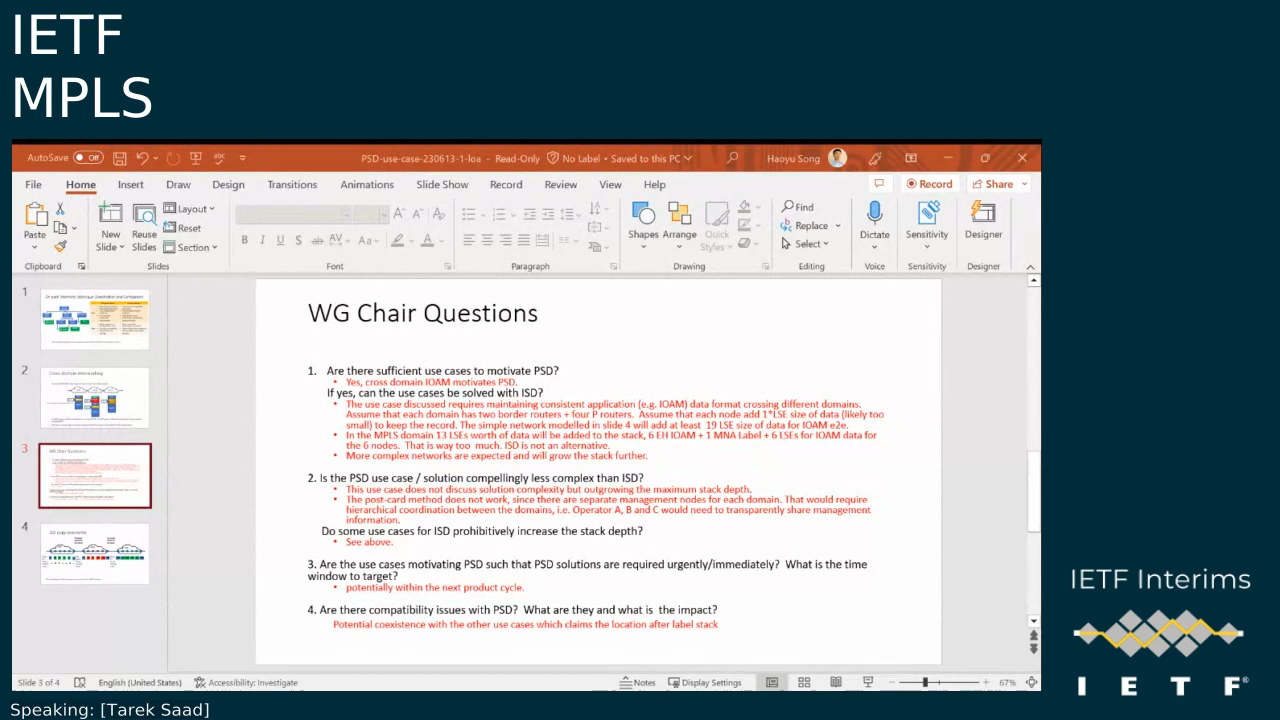 IETF
MPLS
AutoSave Off PSD-use-case-230613-1-loa - Read-Only No Label • Saved to this PC Haoyu Song
File Home Insert Draw Design Transitions Animations Slide Show Record Review View Help Record Share
Paste New Slide Reuse Slides Layout Reset Section Shapes Arrange Quick Styles Find Replace Select Dictate Sensitivity Designer
Clipboard Slides Font Paragraph Drawing Editing Voice Sensitivity Designer
1
2
3
4
WG Chair Questions
1. Are there sufficient use cases to motivate PSD?
• Yes, cross domain IOAM motivates PSD.
If yes, can the use cases be solved with ISD?
• The use case discussed requires maintaining consistent application (e.g. IOAM) data format crossing different domains.
Assume that each domain has two border routers + four P routers. Assume that each node add 1*LSE size of data (likely too
small) to keep the record. The simple network modelled in slide 4 will add at least 19 LSE size of data for IOAM e2e.
• In the MPLS domain 13 LSEs worth of data will be added to the stack, 6 EH IOAM + 1 MNA Label + 6 LSEs for IOAM data for
the 6 nodes. That is way too much. ISD is not an alternative.
• More complex networks are expected and will grow the stack further.
2. Is the PSD use case / solution compellingly less complex than ISD?
• This use case does not discuss solution complexity but outgrowing the maximum stack depth.
• The post-card method does not work, since there are separate management nodes for each domain. That would require
hierarchical coordination between the domains, i.e. Operator A, B and C would need to transparently share management
information.
Do some use cases for ISD prohibitively increase the stack depth?
• See above.
3. Are the use cases motivating PSD such that PSD solutions are required urgently/immediately? What is the time
window to target?
• potentially within the next product cycle.
4. Are there compatibility issues with PSD? What are they and what is the impact?
Potential coexistence with the other use cases which claims the location after label stack
Slide 3 of 4 English (United States) Accessibility: Investigate Notes Display Settings 67%
IETF Interims
I E T F®
Speaking: [Tarek Saad]